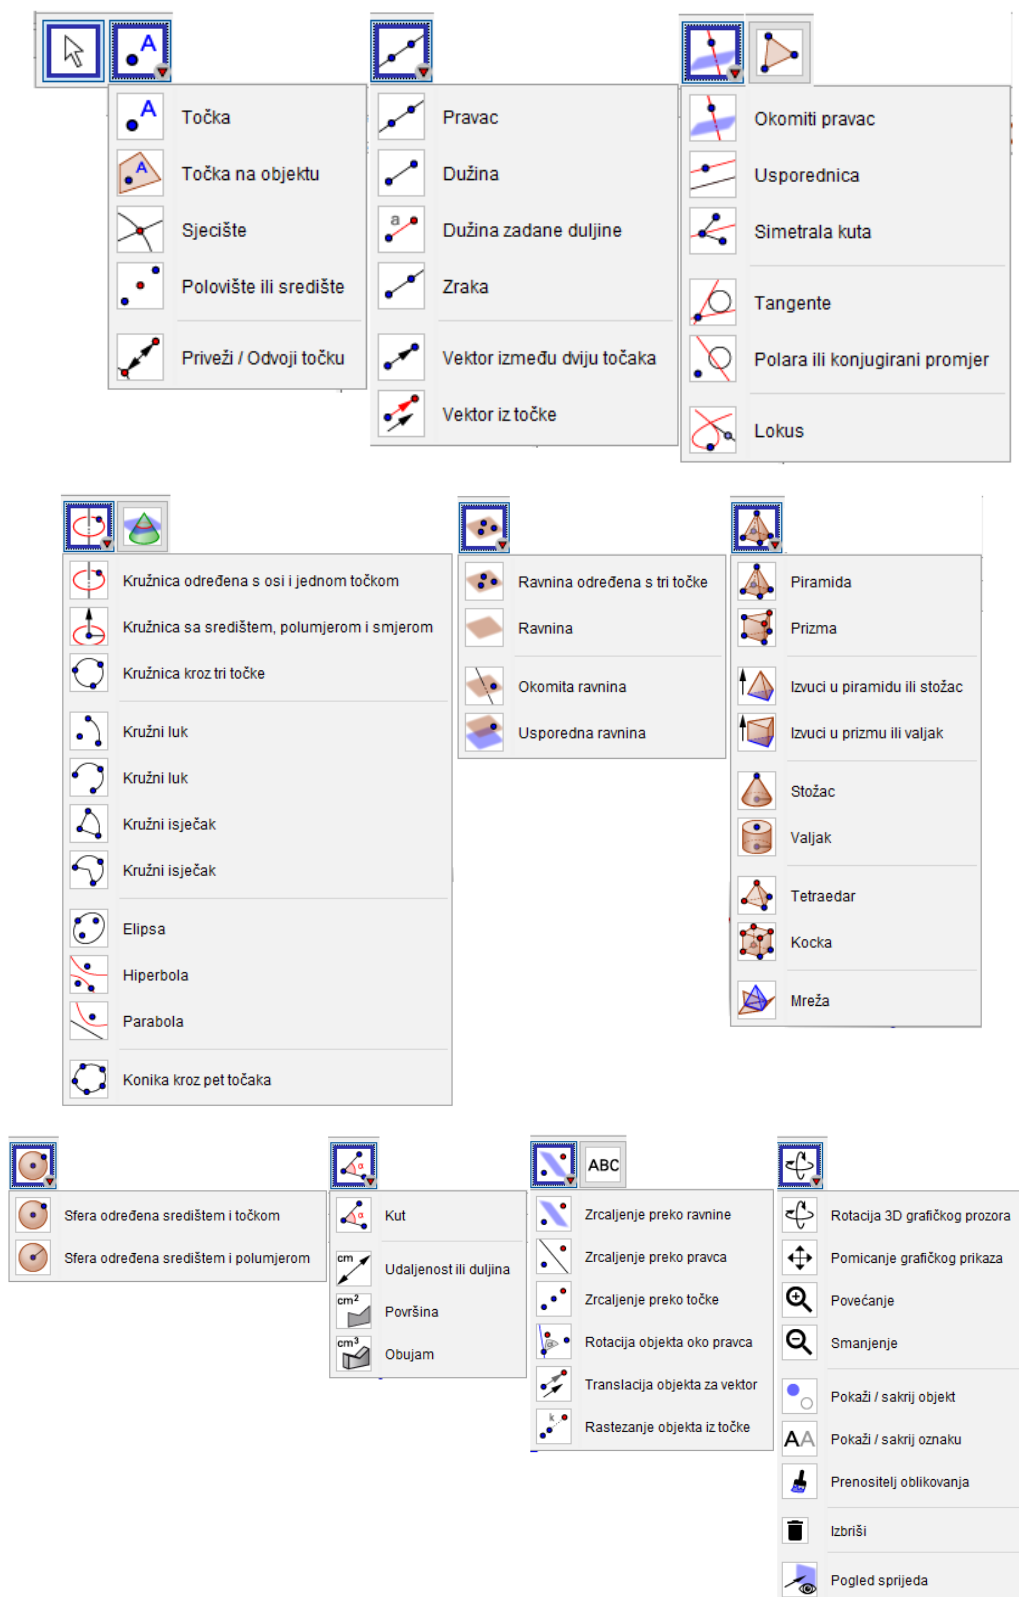 A
Točka
A
Točka na objektu
Sjecište
Polovište ili središte
Priveži / Odvoji točku
Pravac
Dužina
a
Dužina zadane duljine
Zraka
Vektor između dviju točaka
Vektor iz točke
Okomiti pravac
Usporednica
Simetrala kuta
Tangente
Polara ili konjugirani promjer
Lokus
Kružnica određena s osi i jednom točkom
Kružnica sa središtem, polumjerom i smjerom
Kružnica kroz tri točke
Kružni luk
Kružni luk
Kružni isječak
Kružni isječak
Elipsa
Hiperbola
Parabola
Konika kroz pet točaka
Ravnina određena s tri točke
Ravnina
Okomita ravnina
Usporedna ravnina
Piramida
Prizma
Izvuci u piramidu ili stožac
Izvuci u prizmu ili valjak
Stožac
Valjak
Tetraedar
Kocka
Mreža
Sfera određena središtem i točkom
Sfera određena središtem i polumjerom
α
α
Kut
cm
Udaljenost ili duljina
cm²
Površina
cm³
Obujam
ABC
Zrcaljenje preko ravnine
Zrcaljenje preko pravca
Zrcaljenje preko točke
Rotacija objekta oko pravca
Translacija objekta za vektor
k
Rastezanje objekta iz točke
Rotacija 3D grafičkog prozora
Pomicanje grafičkog prikaza
Povećanje
Smanjenje
Pokaži / sakrij objekt
AA
Pokaži / sakrij oznaku
Prenositelj oblikovanja
Izbriši
Pogled sprijeda